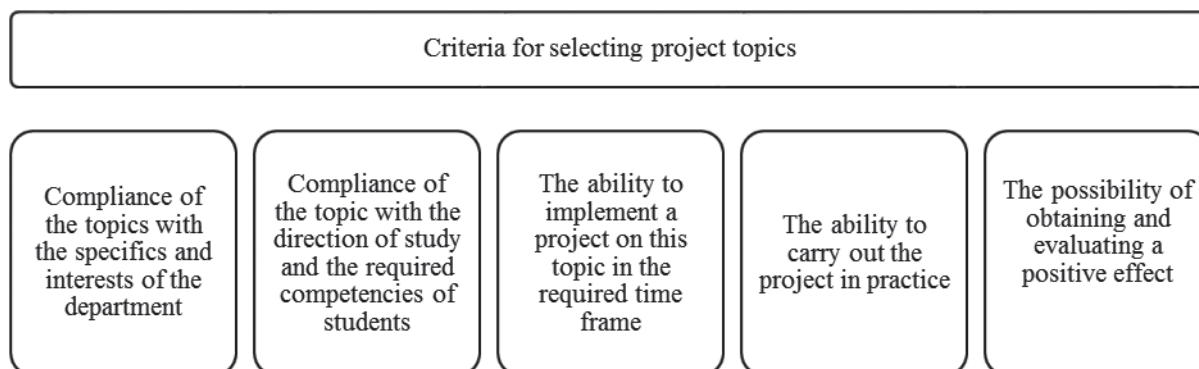 Criteria for selecting project topics
Compliance of
the topics with
the specifics and
interests of the
department
Compliance of
the topic with the
direction of study
and the required
competencies of
students
The ability to
implement a
project on this
topic in the
required time
frame
The ability to
carry out the
project in practice
The possibility of
obtaining and
evaluating a
positive effect